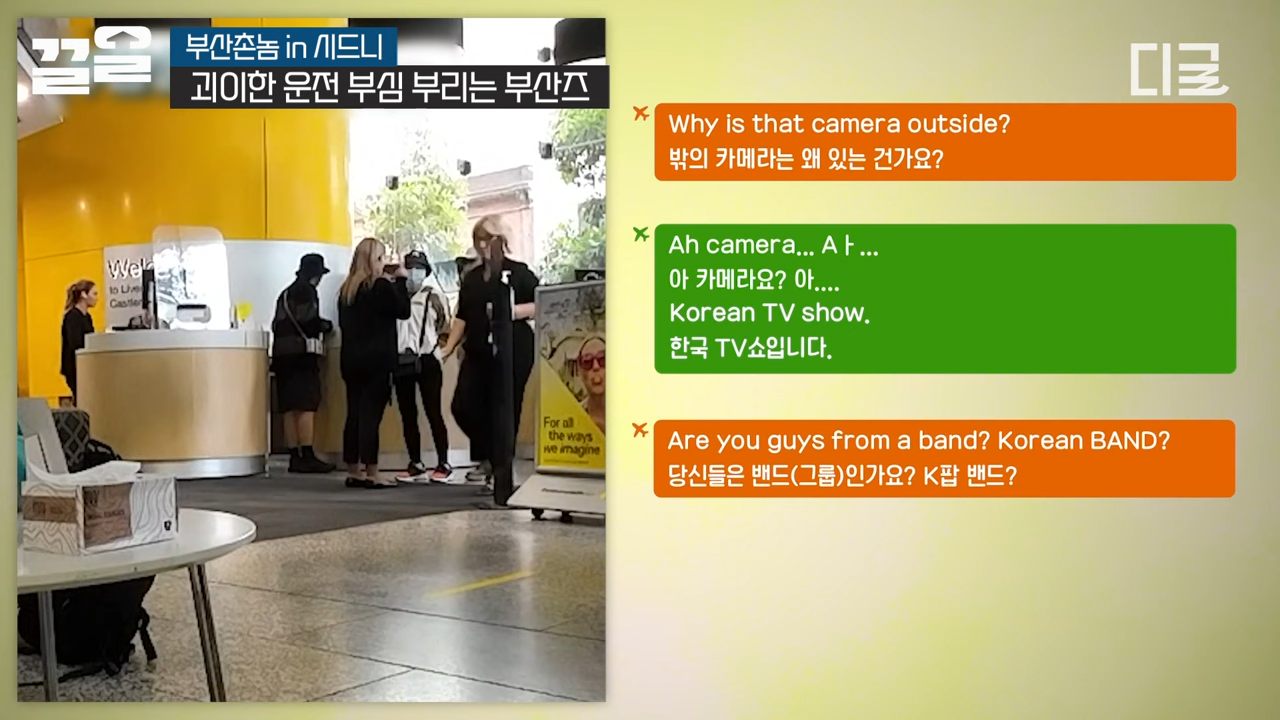 끌올
부산촌놈 in 시드니
괴이한 운전 부심 부리는 부산즈
디글
Why is that camera outside?
밖의 카메라는 왜 있는 건가요?
Ah camera... Aㅏ...
아 카메라요? 아....
Korean TV show.
한국 TV쇼입니다.
Are you guys from a band? Korean BAND?
당신들은 밴드(그룹)인가요? K팝 밴드?
to Live
For all
the ways
we imagine